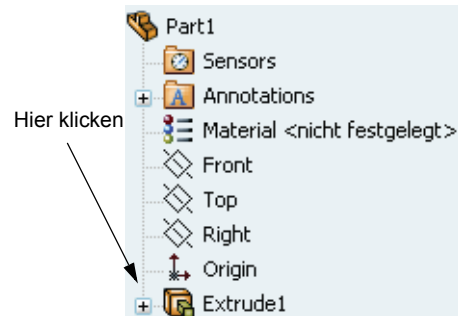 Part1
Sensors
Annotations
Hier klicken
Material <nicht festgelegt>
Front
Top
Right
Origin
Extrude1